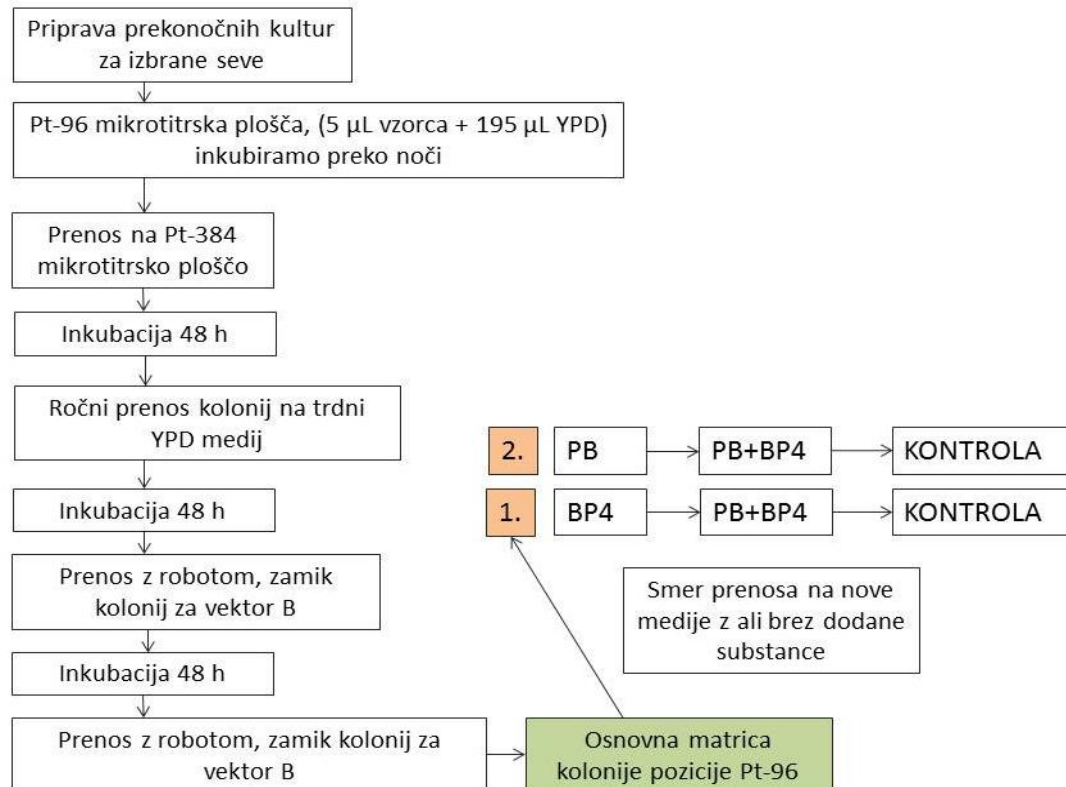 Priprava prekonočnih kultur
za izbrane seve
Pt-96 mikrotitrska plošča, (5 µL vzorca + 195 µL YPD)
inkubiramo preko noči
Prenos na Pt-384
mikrotitrsko ploščo
Inkubacija 48 h
Ročni prenos kolonij na trdni
YPD medij
Inkubacija 48 h
Prenos z robotom, zamik
kolonij za vektor B
Inkubacija 48 h
Prenos z robotom, zamik kolonij za
vektor B
Osnovna matrica
kolonije pozicije Pt-96
2. PB PB+BP4 KONTROLA
1. BP4 PB+BP4 KONTROLA
Smer prenosa na nove
medije z ali brez dodane
substance